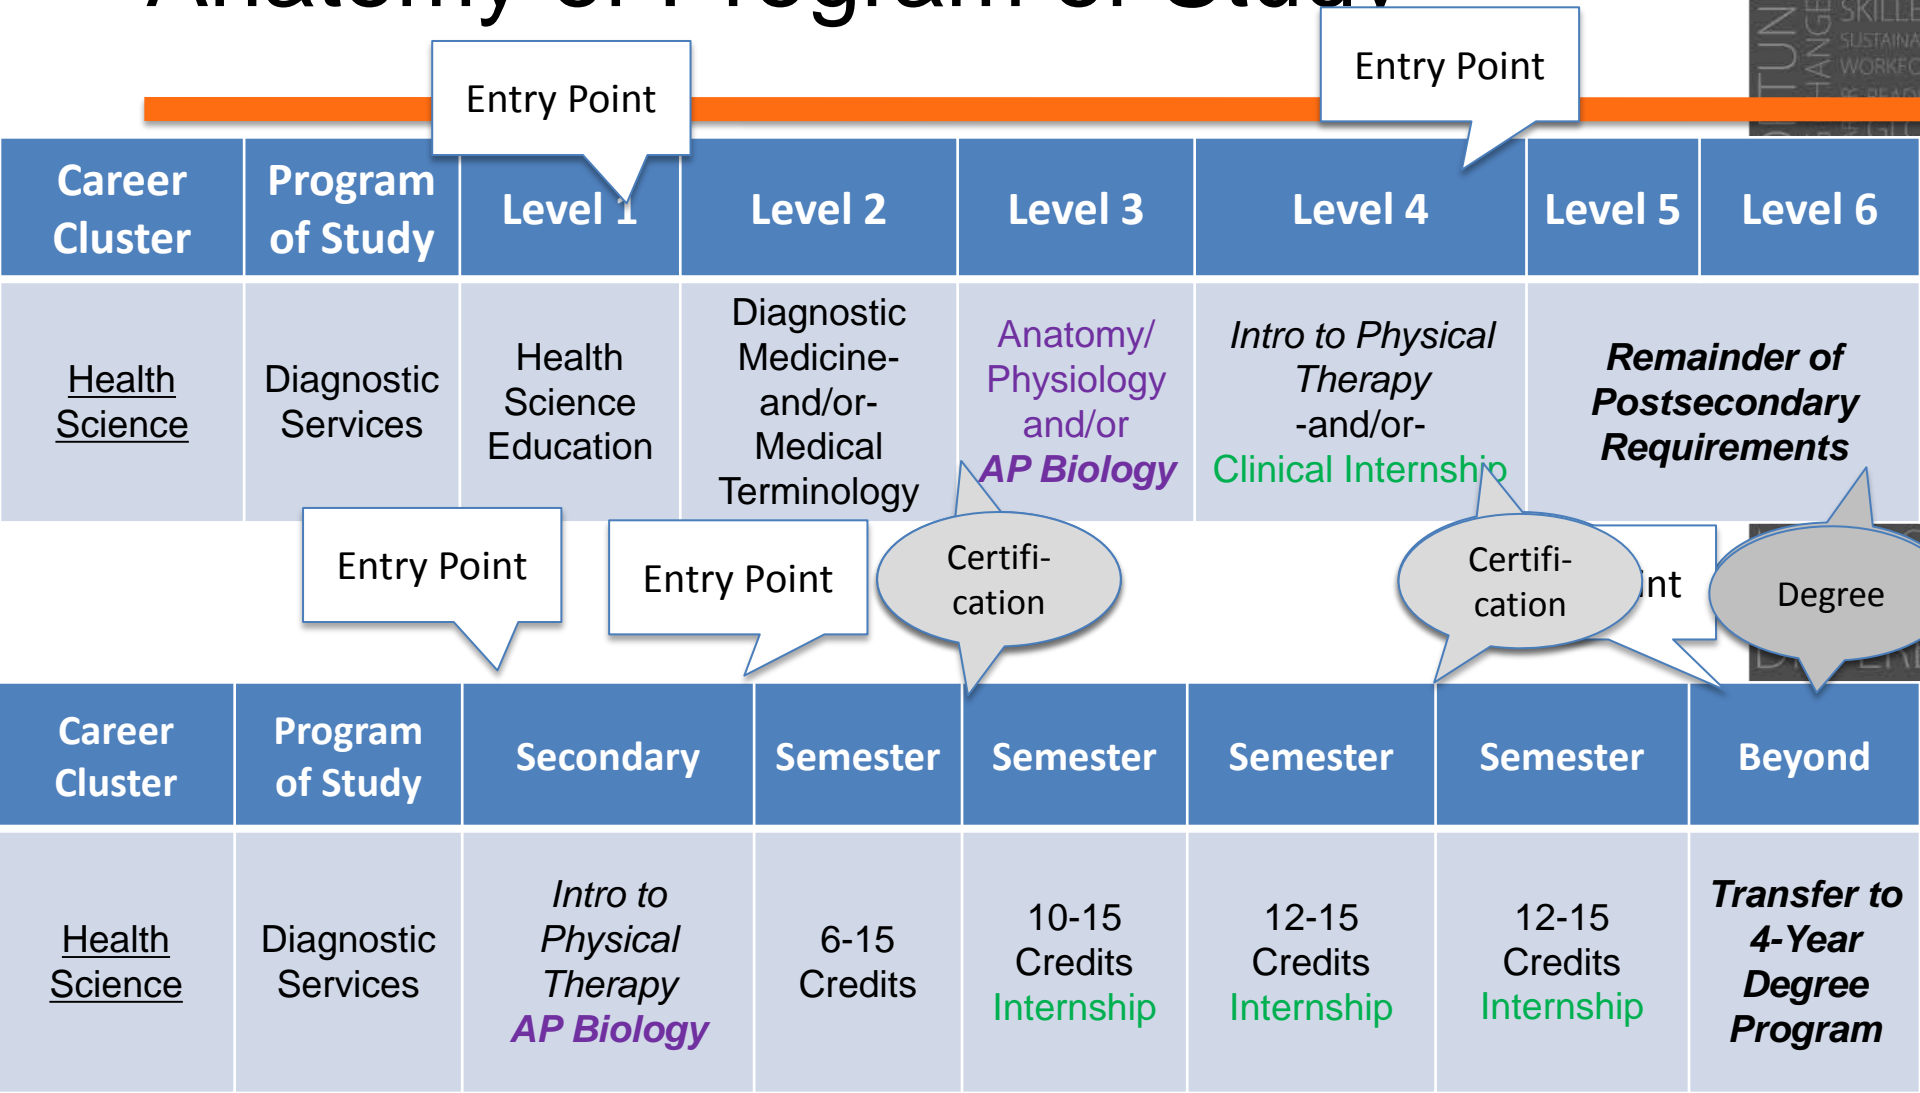 Anatomy of Program of Study
Entry Point
Entry Point
Career
Cluster
Program
of Study
Level 1
Level 2
Level 3
Level 4
Level 5
Level 6
Health
Science
Diagnostic
Services
Health
Science
Education
Diagnostic
Medicine-
and/or-
Medical
Terminology
Anatomy/
Physiology
and/or
AP Biology
Intro to Physical
Therapy
-and/or-
Clinical Internship
Remainder of
Postsecondary
Requirements
Entry Point
Entry Point
Certifi-
cation
Certifi-
cation
Degree
Career
Cluster
Program
of Study
Secondary
Semester
Semester
Semester
Semester
Beyond
Health
Science
Diagnostic
Services
Intro to
Physical
Therapy
AP Biology
6-15
Credits
10-15
Credits
Internship
12-15
Credits
Internship
12-15
Credits
Internship
Transfer to
4-Year
Degree
Program